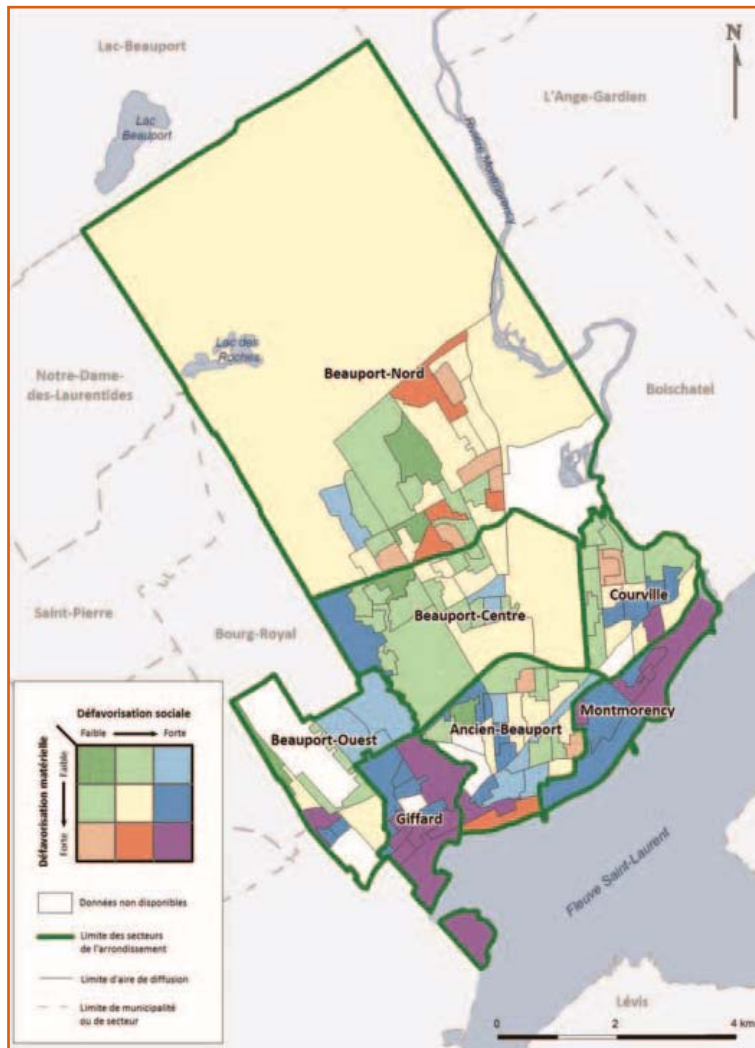 Lac-Beauport
N
L'Ange-Gardien
Lac
Beauport
Rivière Montmorency
Lac des
Roches
Notre-Dame-
des-Laurentides
Beauport-Nord
Boischatel
Courville
Saint-Pierre
Bourg-Royal
Beauport-Centre
Montmorency
Ancien-Beauport
Beauport-Ouest
Giffard
Fleuve Saint-Laurent
Lévis
0 2 4 km
Défavorisation sociale
Faible Forte
Défavorisation matérielle
Forte Faible
Données non disponibles
Limite des secteurs
de l'arrondissement
Limite d'aire de diffusion
Limite de municipalité
ou de secteur